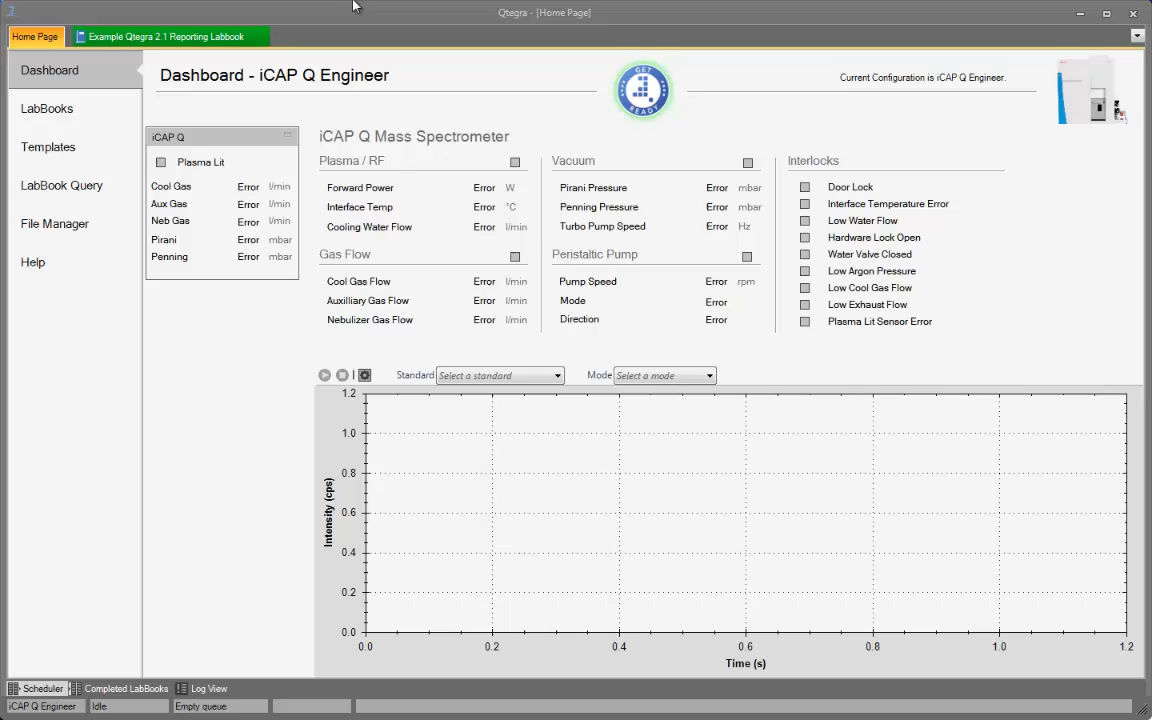 Qtegra - [Home Page]
Home Page
Example Qtegra 2.1 Reporting Labbook
Dashboard
LabBooks
Templates
LabBook Query
File Manager
Help
Dashboard - iCAP Q Engineer
GET READY
Current Configuration is iCAP Q Engineer.
iCAP Q
Plasma Lit
Cool Gas Error l/min
Aux Gas Error l/min
Neb Gas Error l/min
Pirani Error mbar
Penning Error mbar
iCAP Q Mass Spectrometer
Plasma / RF
Forward Power Error W
Interface Temp Error °C
Cooling Water Flow Error l/min
Gas Flow
Cool Gas Flow Error l/min
Auxilliary Gas Flow Error l/min
Nebulizer Gas Flow Error l/min
Vacuum
Pirani Pressure Error mbar
Penning Pressure Error mbar
Turbo Pump Speed Error Hz
Peristaltic Pump
Pump Speed Error rpm
Mode Error
Direction Error
Interlocks
Door Lock
Interface Temperature Error
Low Water Flow
Hardware Lock Open
Water Valve Closed
Low Argon Pressure
Low Cool Gas Flow
Low Exhaust Flow
Plasma Lit Sensor Error
Standard Select a standard Mode Select a mode
1.2
1.0
0.8
0.6
0.4
0.2
0.0
Intensity (cps)
0.0 0.2 0.4 0.6 0.8 1.0 1.2
Time (s)
Scheduler Completed LabBooks Log View
iCAP Q Engineer Idle Empty queue